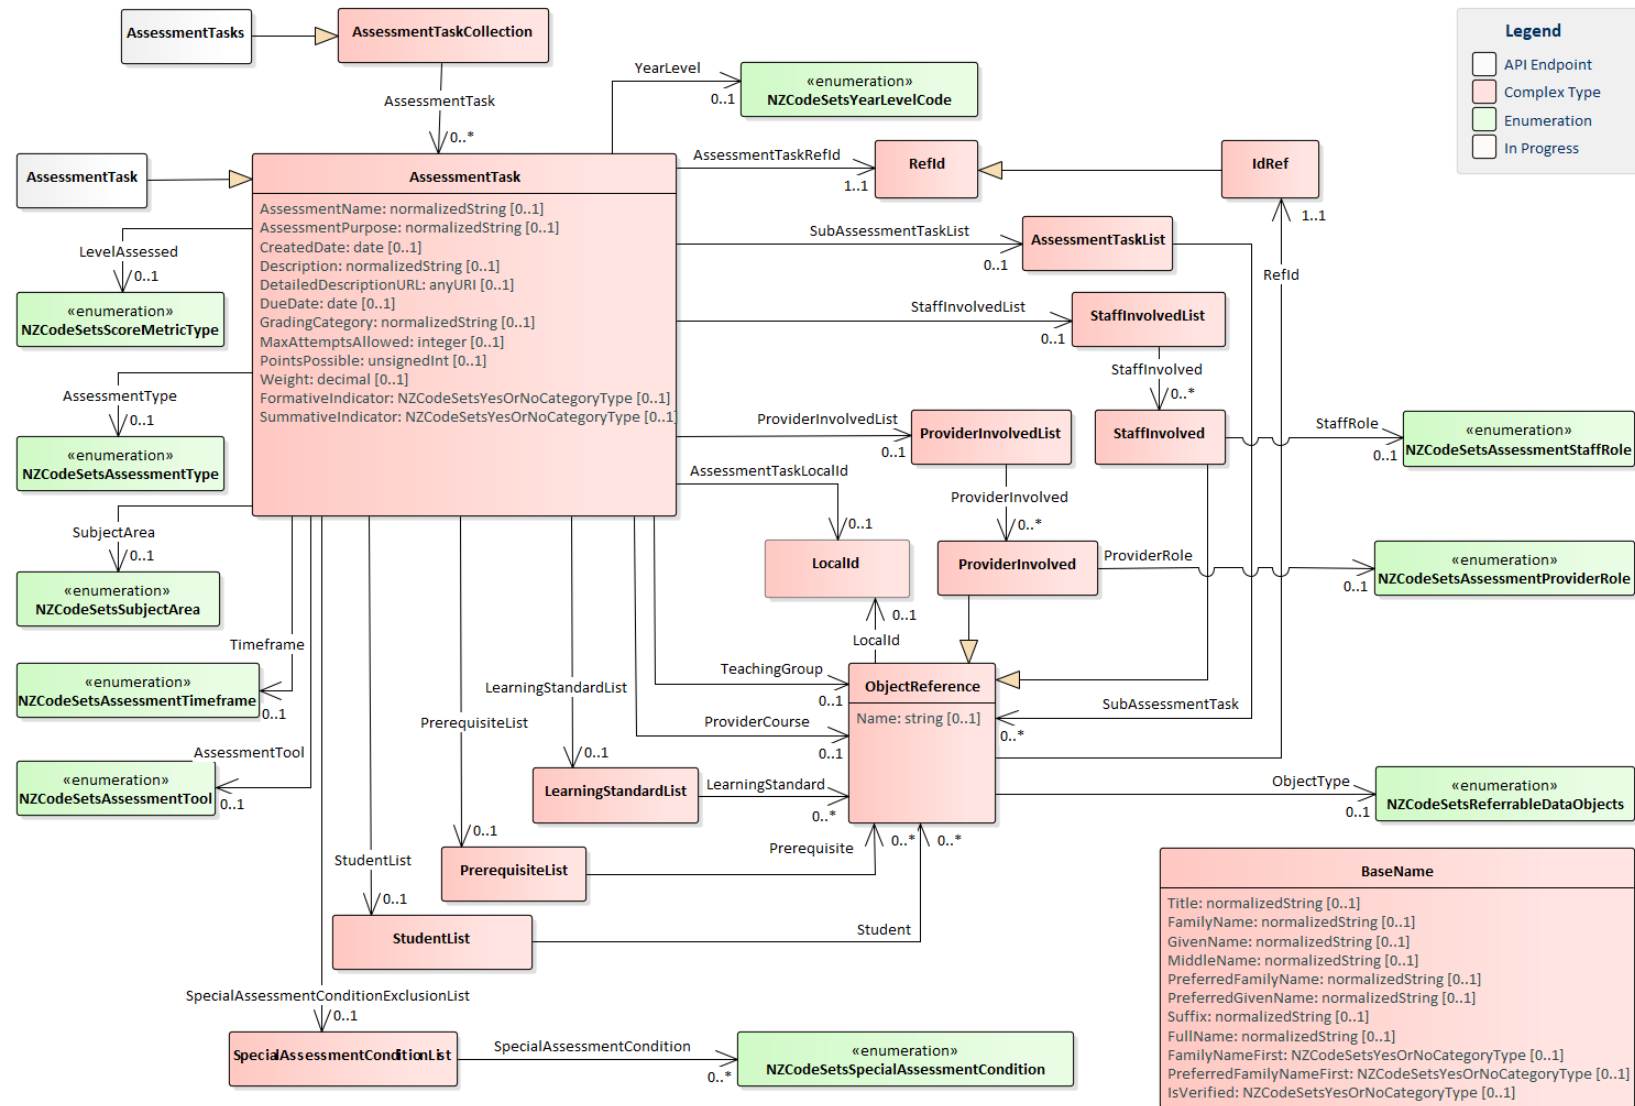 AssessmentTasks
AssessmentTaskCollection
Legend
API Endpoint
Complex Type
Enumeration
In Progress
YearLevel
0..1
«enumeration»
NZCodeSetsYearLevelCode
AssessmentTask
0..*
AssessmentTask
AssessmentTask
AssessmentName: normalizedString [0..1]
AssessmentPurpose: normalizedString [0..1]
CreatedDate: date [0..1]
Description: normalizedString [0..1]
DetailedDescriptionURL: anyURI [0..1]
DueDate: date [0..1]
GradingCategory: normalizedString [0..1]
MaxAttemptsAllowed: integer [0..1]
PointsPossible: unsignedInt [0..1]
Weight: decimal [0..1]
FormativeIndicator: NZCodeSetsYesOrNoCategoryType [0..1]
SummativeIndicator: NZCodeSetsYesOrNoCategoryType [0..1]
AssessmentTaskRefId
1..1
RefId
IdRef
1..1
RefId
SubAssessmentTaskList
0..1
AssessmentTaskList
LevelAssessed
0..1
«enumeration»
NZCodeSetsScoreMetricType
StaffInvolvedList
0..1
StaffInvolvedList
StaffInvolved
0..*
AssessmentType
0..1
«enumeration»
NZCodeSetsAssessmentType
ProviderInvolvedList
0..1
ProviderInvolvedList
StaffInvolved
StaffRole
0..1
«enumeration»
NZCodeSetsAssessmentStaffRole
AssessmentTaskLocalId
0..1
ProviderInvolved
0..*
SubjectArea
0..1
«enumeration»
NZCodeSetsSubjectArea
LocalId
ProviderInvolved
ProviderRole
0..1
«enumeration»
NZCodeSetsAssessmentProviderRole
0..1
LocalId
Timeframe
0..1
«enumeration»
NZCodeSetsAssessmentTimeframe
LearningStandardList
0..1
PrerequisiteList
0..1
TeachingGroup
0..1
ProviderCourse
0..1
ObjectReference
Name: string [0..1]
SubAssessmentTask
0..*
AssessmentTool
0..1
«enumeration»
NZCodeSetsAssessmentTool
LearningStandardList
LearningStandard
0..*
ObjectType
0..1
«enumeration»
NZCodeSetsReferrableDataObjects
StudentList
0..1
PrerequisiteList
Prerequisite
0..*
0..*
StudentList
Student
SpecialAssessmentConditionExclusionList
0..1
SpecialAssessmentConditionList
SpecialAssessmentCondition
0..*
«enumeration»
NZCodeSetsSpecialAssessmentCondition
BaseName
Title: normalizedString [0..1]
FamilyName: normalizedString [0..1]
GivenName: normalizedString [0..1]
MiddleName: normalizedString [0..1]
PreferredFamilyName: normalizedString [0..1]
PreferredGivenName: normalizedString [0..1]
Suffix: normalizedString [0..1]
FullName: normalizedString [0..1]
FamilyNameFirst: NZCodeSetsYesOrNoCategoryType [0..1]
PreferredFamilyNameFirst: NZCodeSetsYesOrNoCategoryType [0..1]
IsVerified: NZCodeSetsYesOrNoCategoryType [0..1]